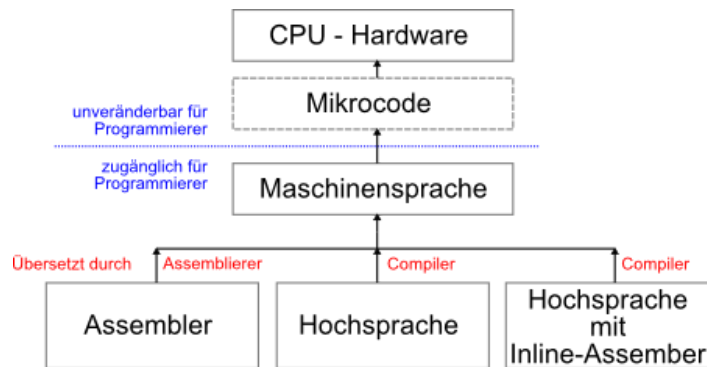 CPU - Hardware
Mikrocode
unveränderbar für
Programmierer
zugänglich für
Programmierer
Maschinensprache
Übersetzt durch
Assemblierer
Compiler
Compiler
Assembler
Hochsprache
Hochsprache
mit
Inline-Assember